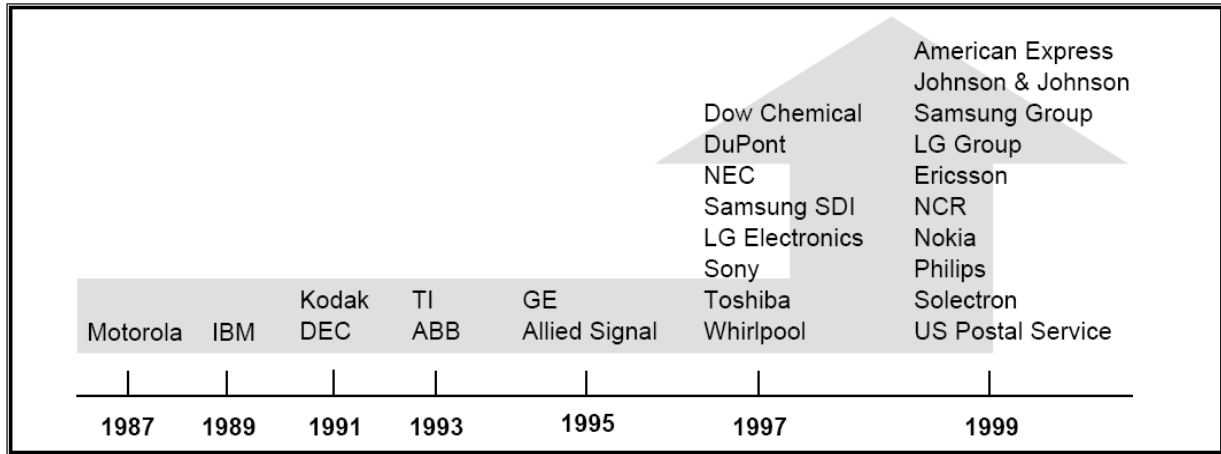 American Express
Johnson & Johnson
Dow Chemical Samsung Group
DuPont LG Group
NEC Ericsson
Samsung SDI NCR
LG Electronics Nokia
Kodak TI GE Sony Philips
Toshiba Solectron
Motorola IBM DEC ABB Allied Signal Whirlpool US Postal Service
1987 1989 1991 1993 1995 1997 1999